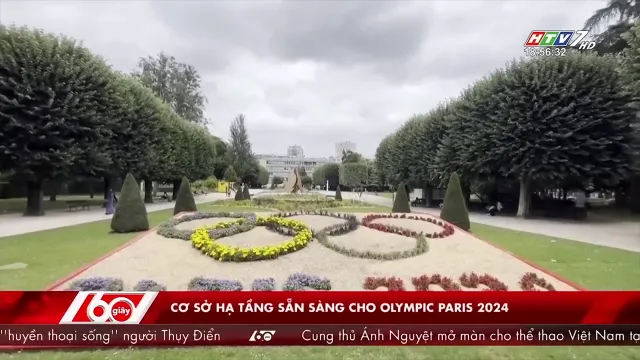 HTV7 HD
18:56:32
60 giây
CƠ SỞ HẠ TẦNG SẴN SÀNG CHO OLYMPIC PARIS 2024
"huyền thoại sống" người Thụy Điển 60 Cung thủ Ánh Nguyệt mở màn cho thể thao Việt Nam tạ